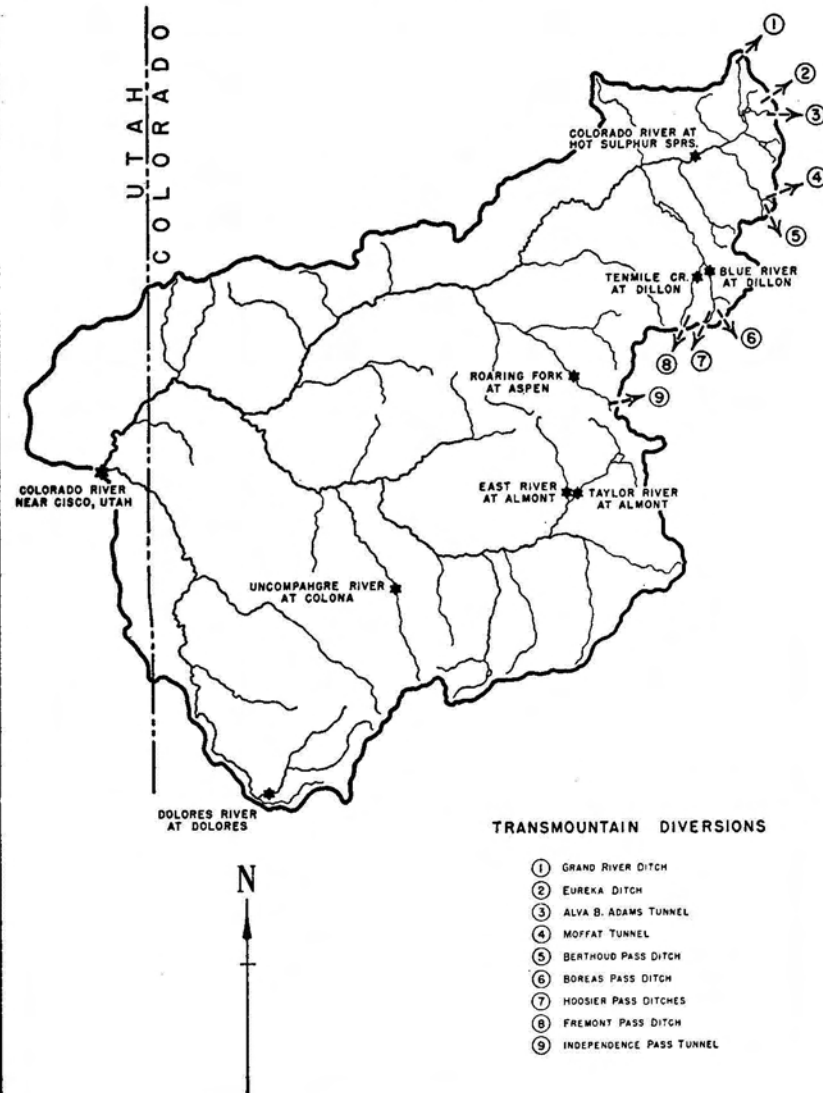 UTAH
COLORADO
①
②
③
COLORADO RIVER AT
HOT SULPHUR SPRS.
④
⑤
TENMILE CR.
AT DILLON
BLUE RIVER
AT DILLON
⑥
⑦
⑧
ROARING FORK
AT ASPEN
⑨
COLORADO RIVER
NEAR CISCO, UTAH
EAST RIVER
AT ALMONT
TAYLOR RIVER
AT ALMONT
UNCOMPAHGRE RIVER
AT COLONA
DOLORES RIVER
AT DOLORES
N
TRANSMOUNTAIN DIVERSIONS
① GRAND RIVER DITCH
② EUREKA DITCH
③ ALVA B. ADAMS TUNNEL
④ MOFFAT TUNNEL
⑤ BERTHOUD PASS DITCH
⑥ BOREAS PASS DITCH
⑦ HOOSIER PASS DITCHES
⑧ FREMONT PASS DITCH
⑨ INDEPENDENCE PASS TUNNEL